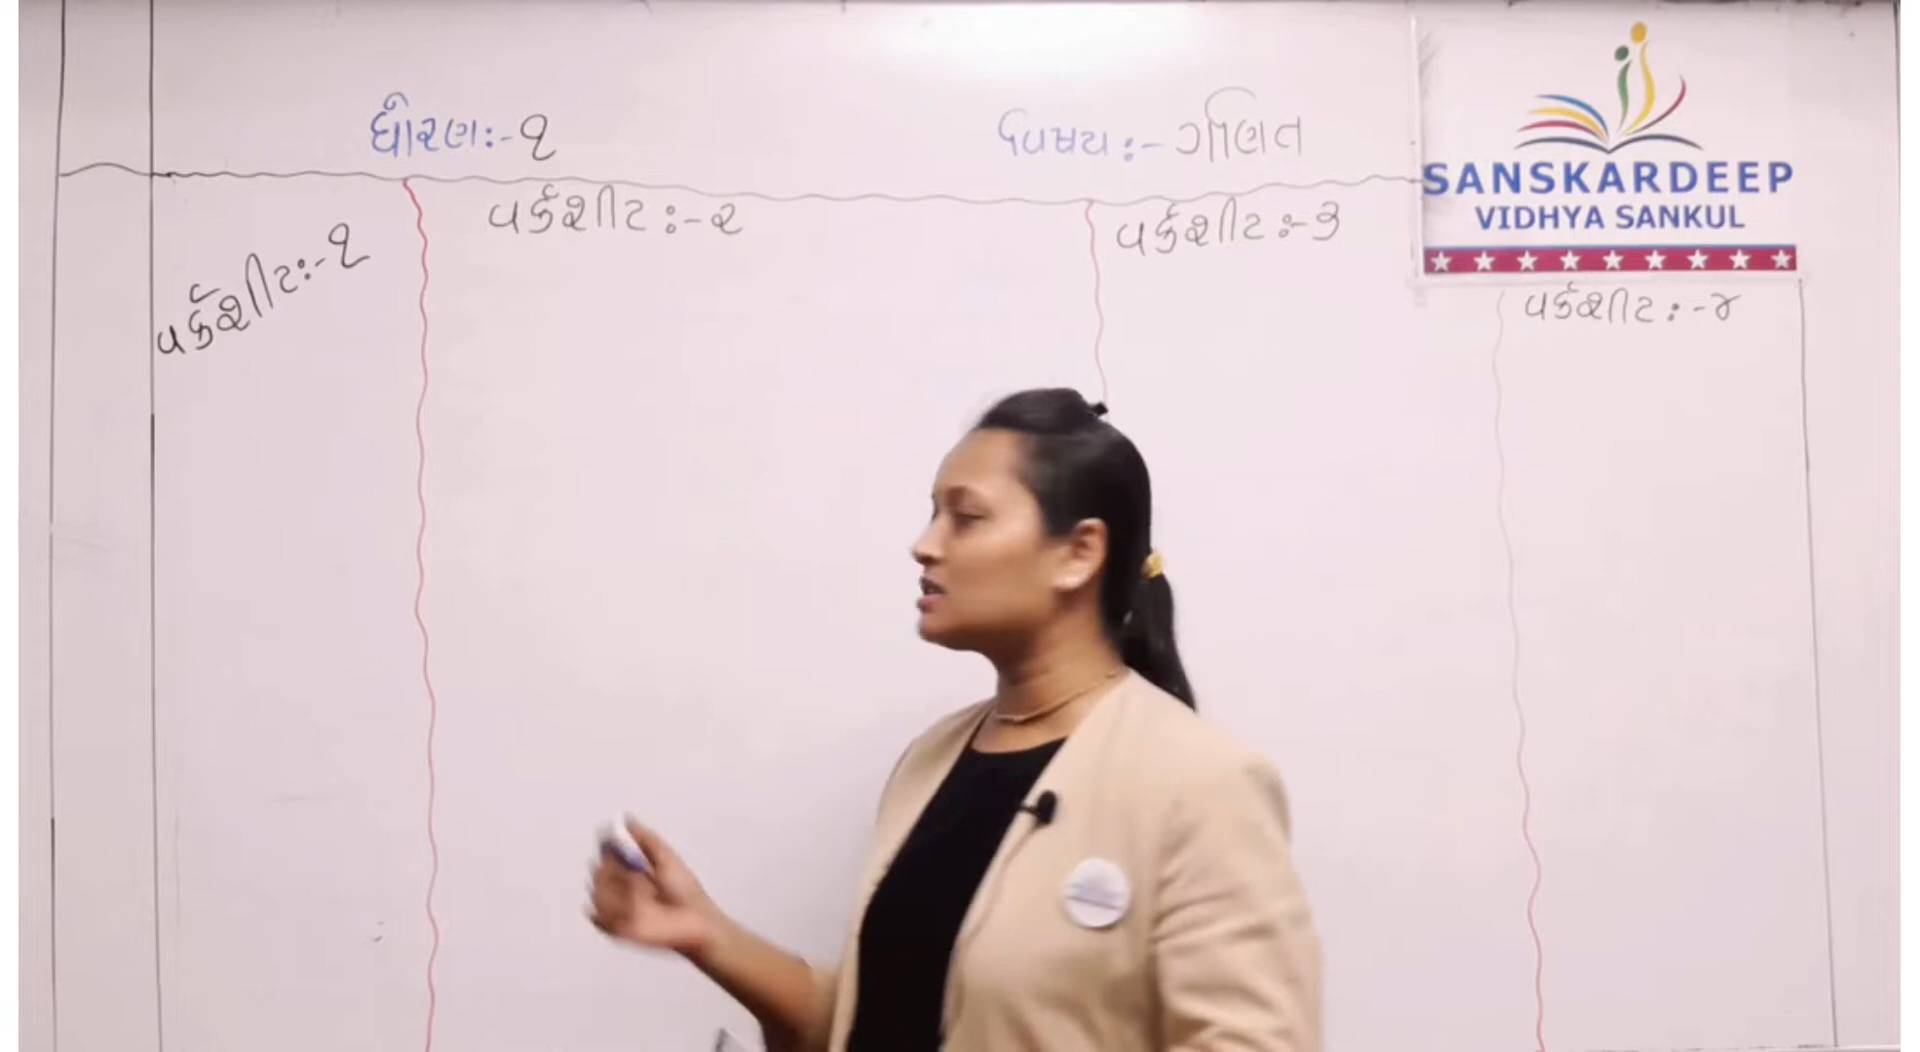 ધોરણ:-૧
વિષય:-ગણિત
SANSKARDEEP
VIDHYA SANKUL
વર્કશીટ:-૧
વર્કશીટ:-૨
વર્કશીટ:-૩
વર્કશીટ:-૪